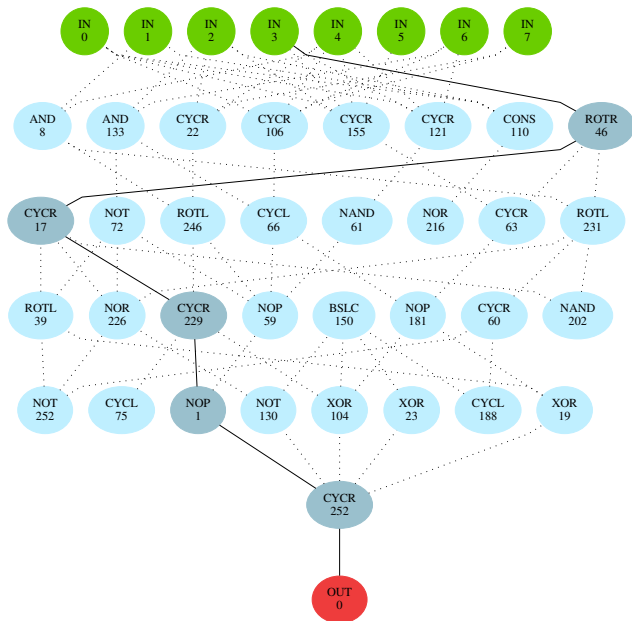 IN IN IN IN IN IN IN IN
0 1 2 3 4 5 6 7
AND AND CYCR CYCR CYCR CYCR CONS ROTR
8 133 22 106 155 121 110 46
CYCR NOT ROTL CYCL NAND NOR CYCR ROTL
17 72 246 66 61 216 63 231
ROTL NOR CYCR NOP BSLC NOP CYCR NAND
39 226 229 59 150 181 60 202
NOT CYCL NOP NOT XOR XOR CYCL XOR
252 75 1 130 104 23 188 19
CYCR
252
OUT
0